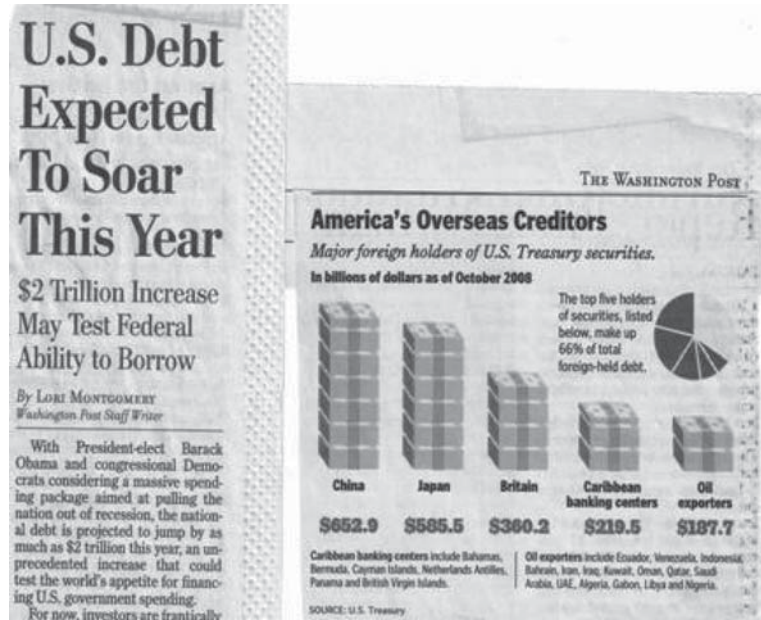 U.S. Debt
Expected
To Soar
This Year
$2 Trillion Increase
May Test Federal
Ability to Borrow
By LORI MONTGOMERY
Washington Post Staff Writer
With President-elect Barack
Obama and congressional Demo-
crats considering a massive spend-
ing package aimed at pulling the
nation out of recession, the nation-
al debt is projected to jump by as
much as $2 trillion this year, an un-
precedented increase that could
test the world's appetite for financ-
ing U.S. government spending.
For now, investors are frantically
THE WASHINGTON POST
America's Overseas Creditors
Major foreign holders of U.S. Treasury securities.
In billions of dollars as of October 2008
The top five holders
of securities, listed
below, make up
66% of total
foreign-held debt.
China
Japan
Britain
Caribbean
banking centers
Oil
exporters
$652.9
$585.5
$360.2
$219.5
$187.7
Caribbean banking centers include Bahamas,
Bermuda, Cayman Islands, Netherlands Antilles,
Panama and British Virgin Islands.
Oil exporters include Ecuador, Venezuela, Indonesia,
Bahrain, Iran, Iraq, Kuwait, Oman, Qatar, Saudi
Arabia, UAE, Algeria, Gabon, Libya and Nigeria.
SOURCE: U.S. Treasury